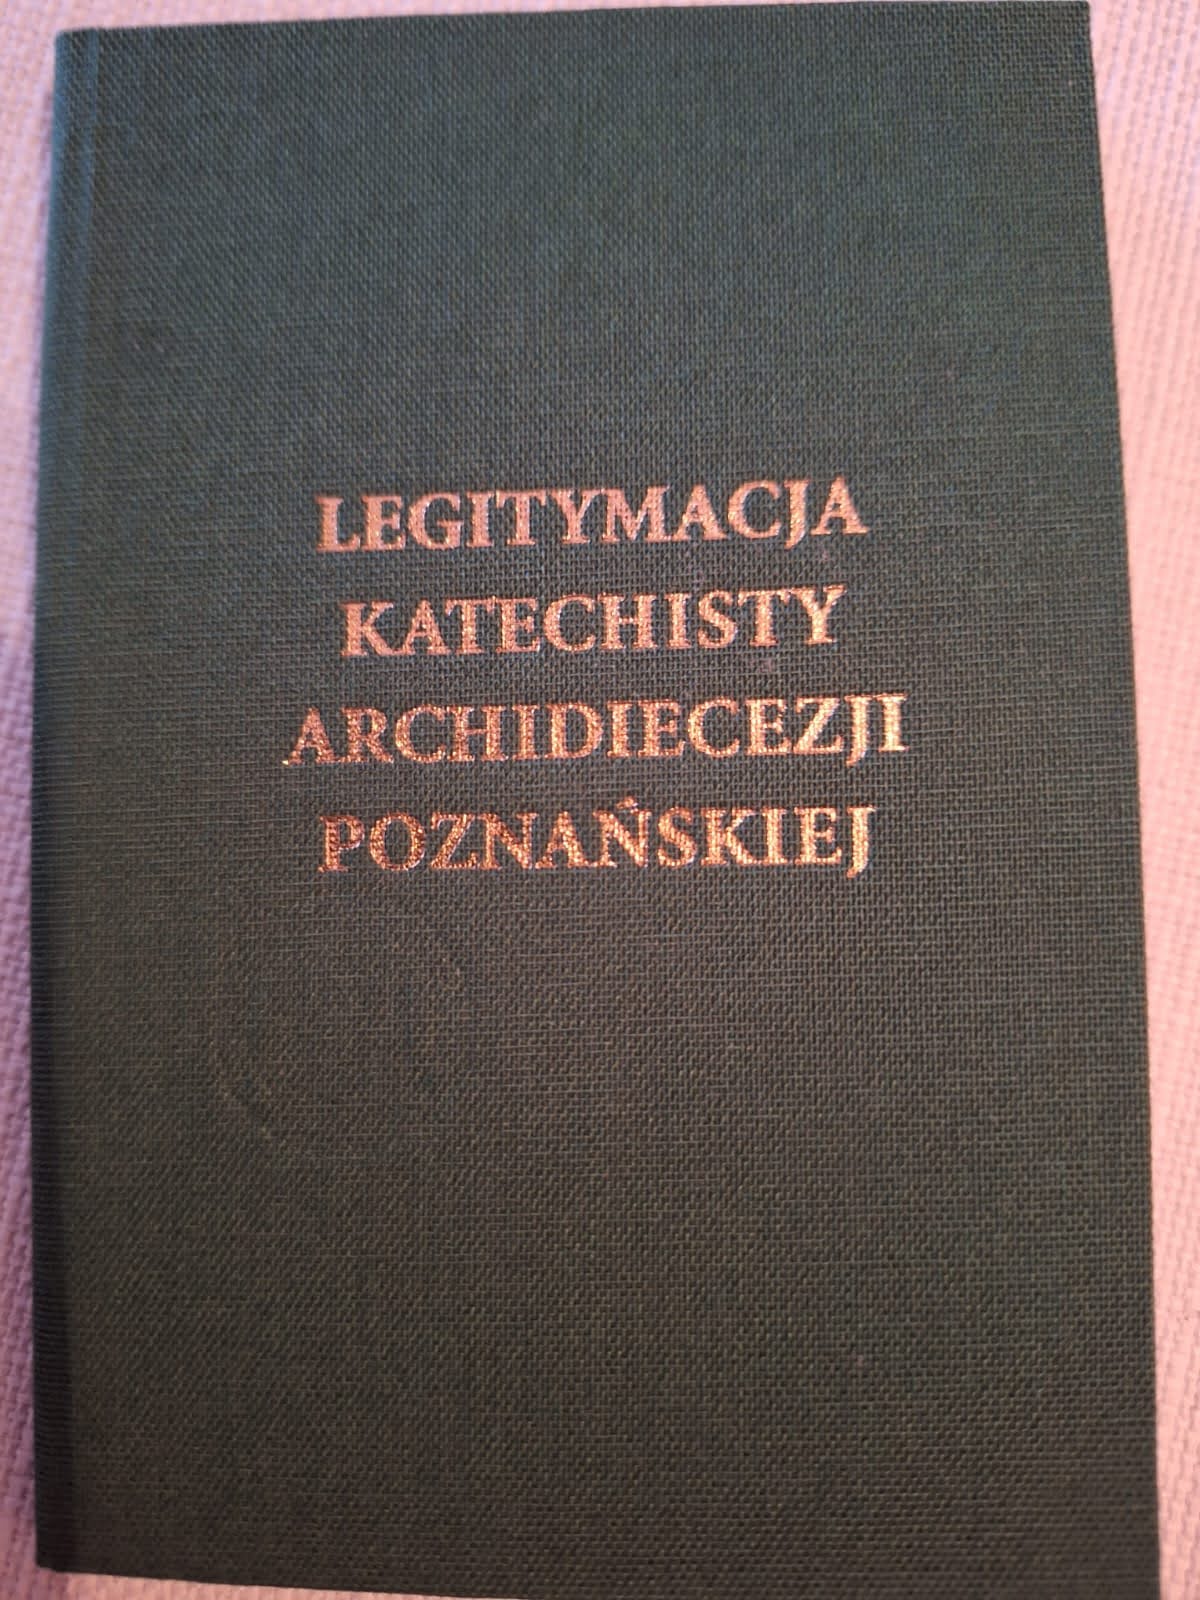 LEGITYMACJA
KATECHISTY
ARCHIDIECEZJI
POZNAŃSKIEJ